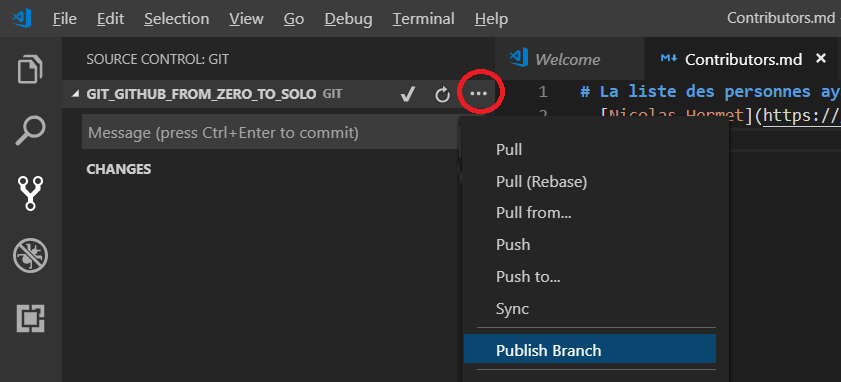 File Edit Selection View Go Debug Terminal Help Contributors.md -
SOURCE CONTROL: GIT
Welcome
Contributors.md ×
GIT_GITHUB_FROM_ZERO_TO_SOLO GIT
1 # La liste des personnes ay
2 [Nicolas Hermet](https://
Message (press Ctrl+Enter to commit)
CHANGES
Pull
Pull (Rebase)
Pull from...
Push
Push to...
Sync
Publish Branch